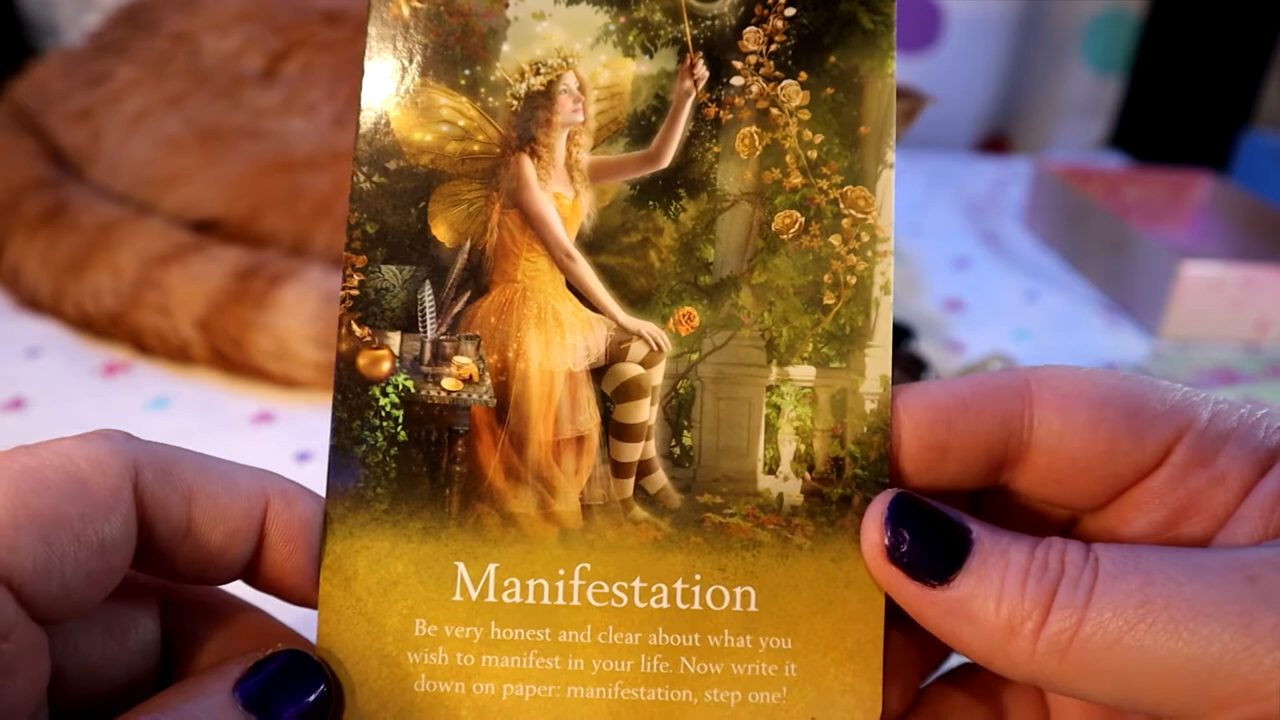 Manifestation
Be very honest and clear about what you
wish to manifest in your life. Now write it
down on paper: manifestation, step one!